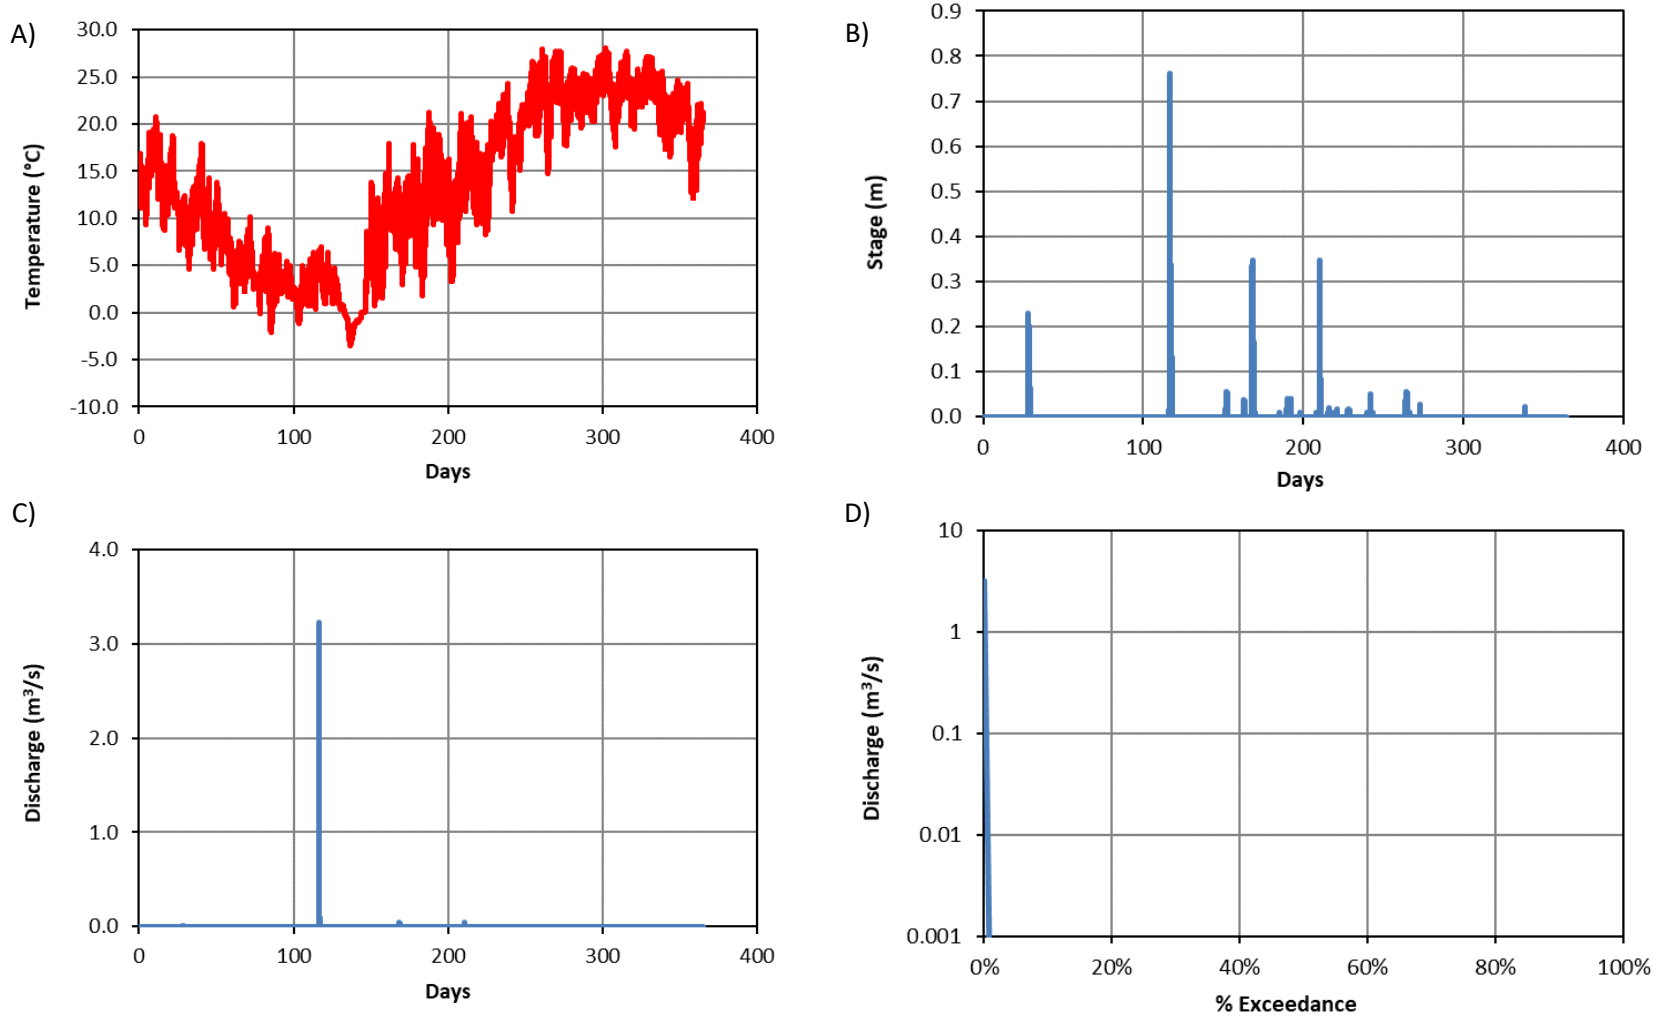 A)
30.0
25.0
20.0
15.0
10.0
5.0
0.0
-5.0
-10.0
Temperature (°C)
0 100 200 300 400
Days
B)
0.9
0.8
0.7
0.6
0.5
0.4
0.3
0.2
0.1
0.0
Stage (m)
0 100 200 300 400
Days
C)
4.0
3.0
2.0
1.0
0.0
Discharge (m³/s)
0 100 200 300 400
Days
D)
10
1
0.1
0.01
0.001
Discharge (m³/s)
0% 20% 40% 60% 80% 100%
% Exceedance